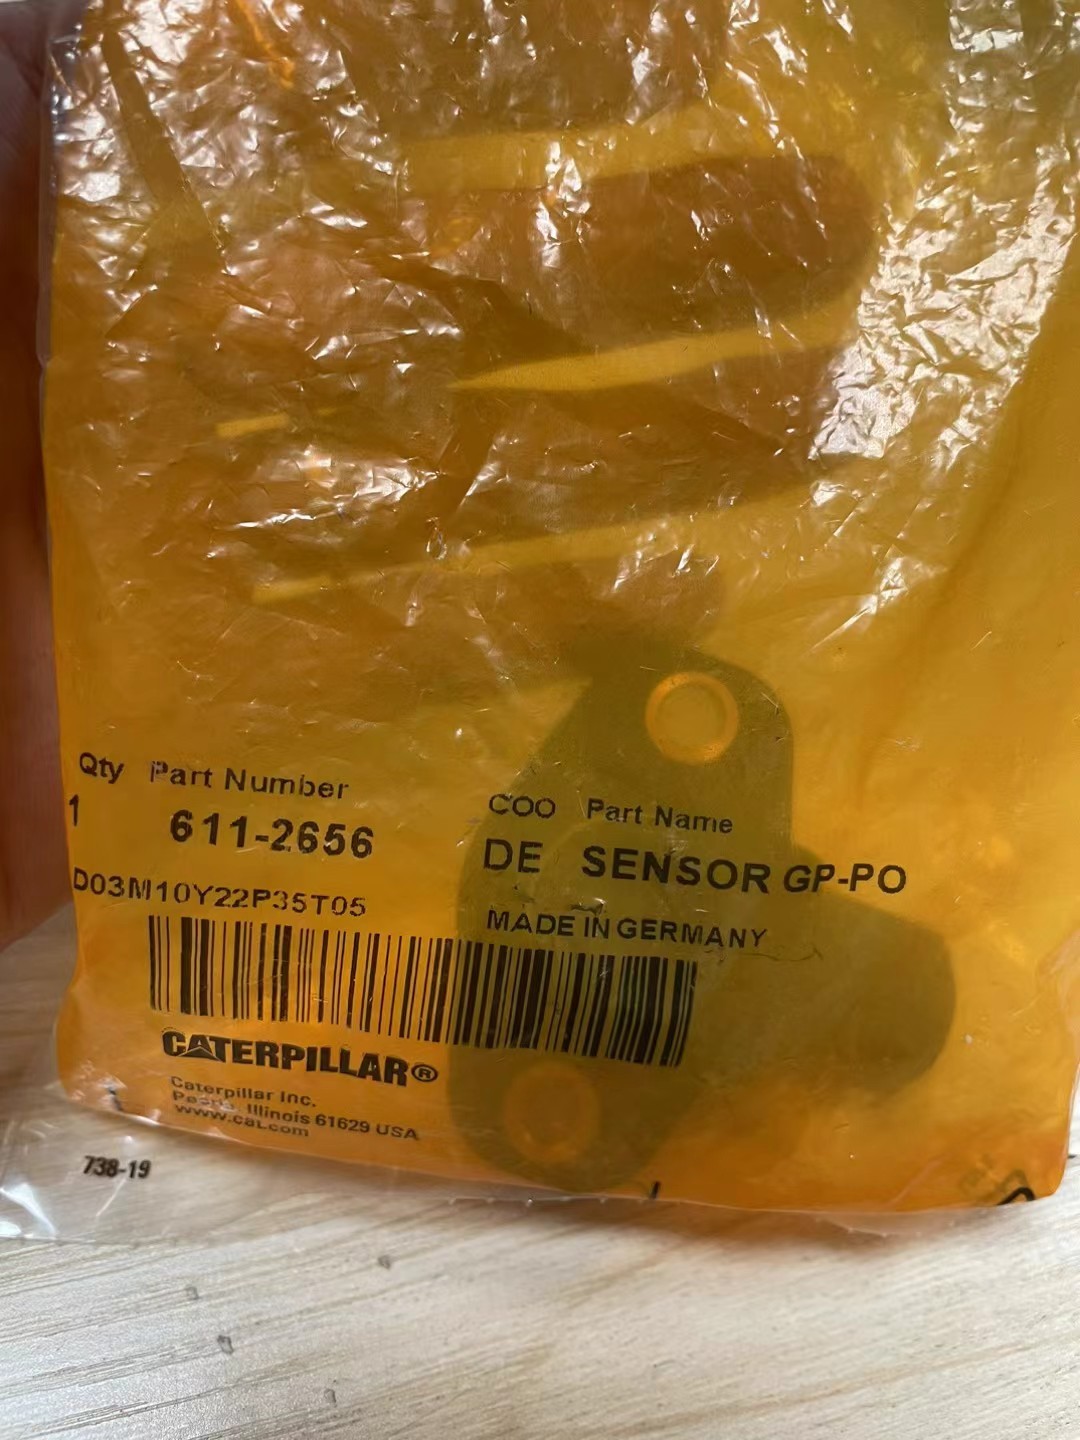 Qty Part Number
1 611-2656
D03M10Y22P35T05
COO Part Name
DE SENSOR GP-PO
MADE IN GERMANY
CATERPILLAR®
Caterpillar Inc.
Peoria, Illinois 61629 USA
www.cat.com
738-19